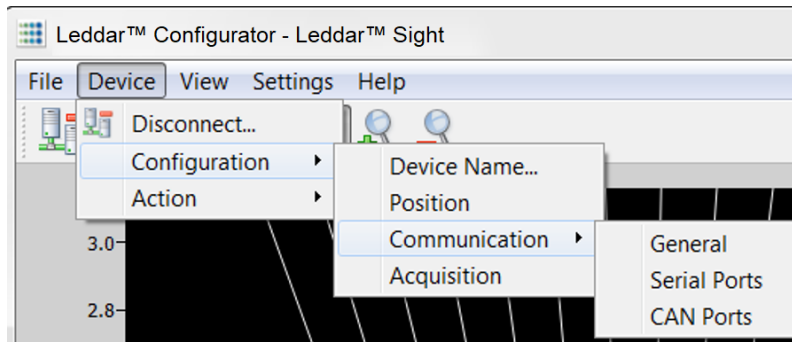 Leddar™ Configurator - Leddar™ Sight
File Device View Settings Help
Disconnect...
Configuration
Action
Device Name...
Position
Communication
Acquisition
General
Serial Ports
CAN Ports
3.0
2.8